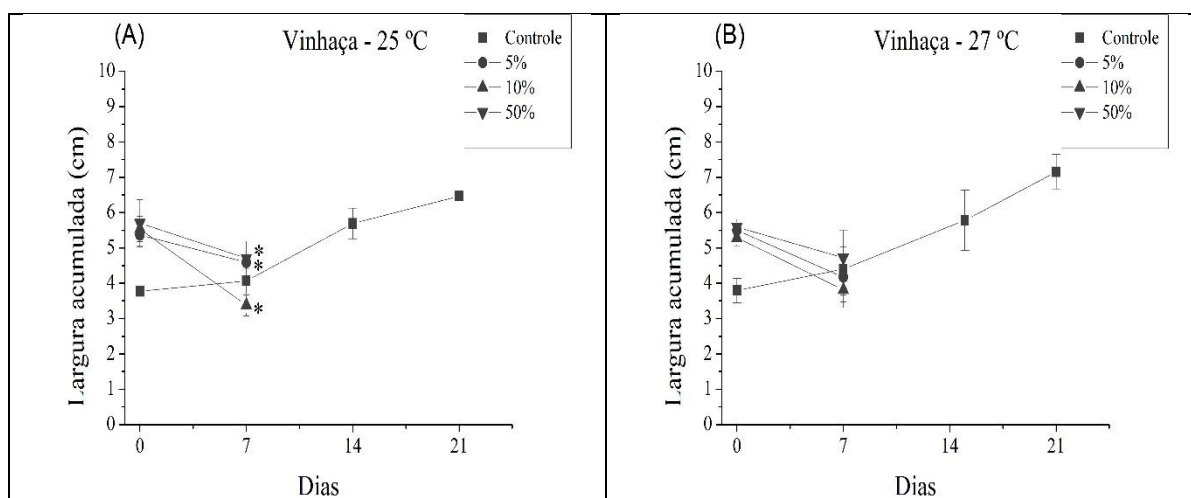 (A)
Vinhaça - 25 ºC
Controle
5%
10%
50%
Largura acumulada (cm)
10
9
8
7
6
5
4
3
2
1
0
*
*
*
0 7 14 21
Dias
(B)
Vinhaça - 27 ºC
Controle
5%
10%
50%
Largura acumulada (cm)
10
9
8
7
6
5
4
3
2
1
0
0 7 14 21
Dias